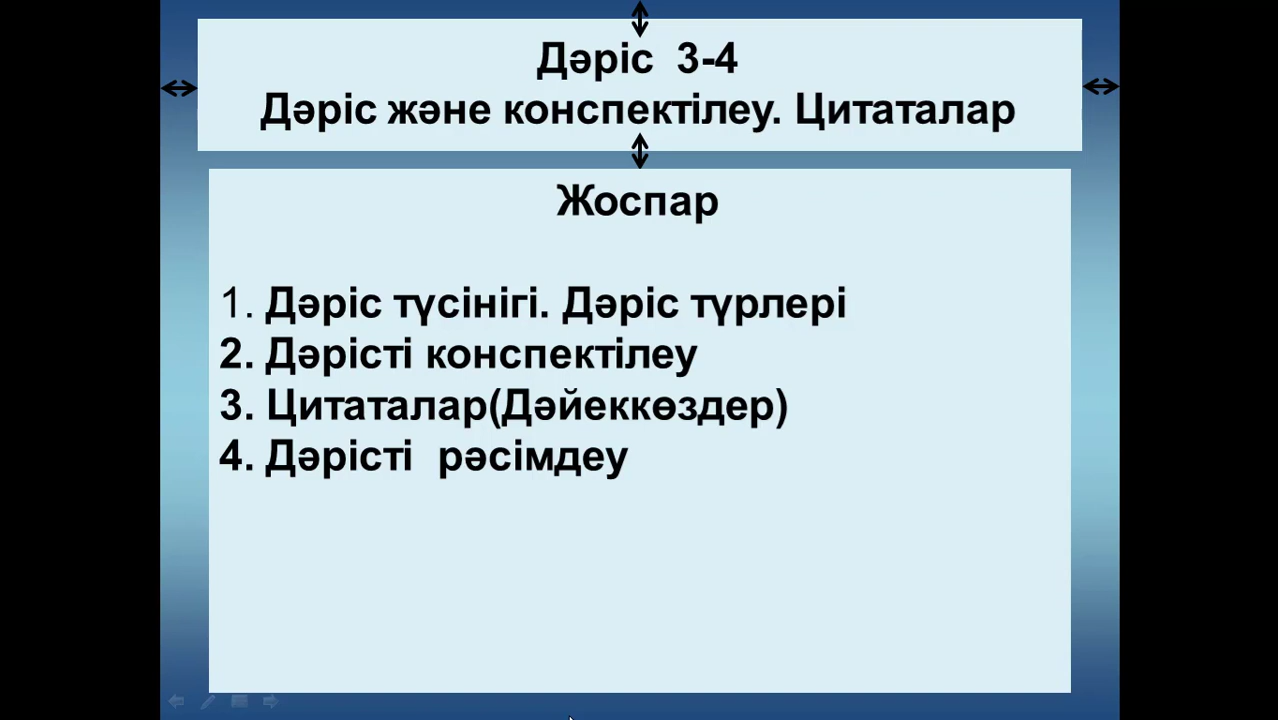 Дәріс 3-4
Дәріс және конспектілеу. Цитаталар
Жоспар
1. Дәріс түсінігі. Дәріс түрлері
2. Дәрісті конспектілеу
3. Цитаталар(Дәйеккөздер)
4. Дәрісті рәсімдеу